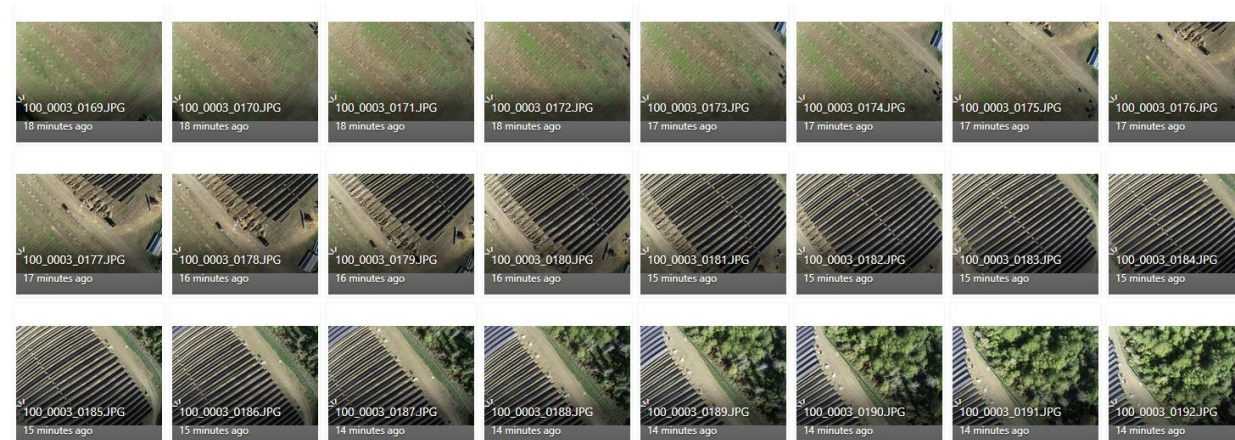 100_0003_0169.JPG
18 minutes ago
100_0003_0170.JPG
18 minutes ago
100_0003_0171.JPG
18 minutes ago
100_0003_0172.JPG
18 minutes ago
100_0003_0173.JPG
17 minutes ago
100_0003_0174.JPG
17 minutes ago
100_0003_0175.JPG
17 minutes ago
100_0003_0176.JPG
17 minutes ago
100_0003_0177.JPG
17 minutes ago
100_0003_0178.JPG
16 minutes ago
100_0003_0179.JPG
16 minutes ago
100_0003_0180.JPG
16 minutes ago
100_0003_0181.JPG
15 minutes ago
100_0003_0182.JPG
15 minutes ago
100_0003_0183.JPG
15 minutes ago
100_0003_0184.JPG
15 minutes ago
100_0003_0185.JPG
15 minutes ago
100_0003_0186.JPG
15 minutes ago
100_0003_0187.JPG
14 minutes ago
100_0003_0188.JPG
14 minutes ago
100_0003_0189.JPG
14 minutes ago
100_0003_0190.JPG
14 minutes ago
100_0003_0191.JPG
14 minutes ago
100_0003_0192.JPG
14 minutes ago